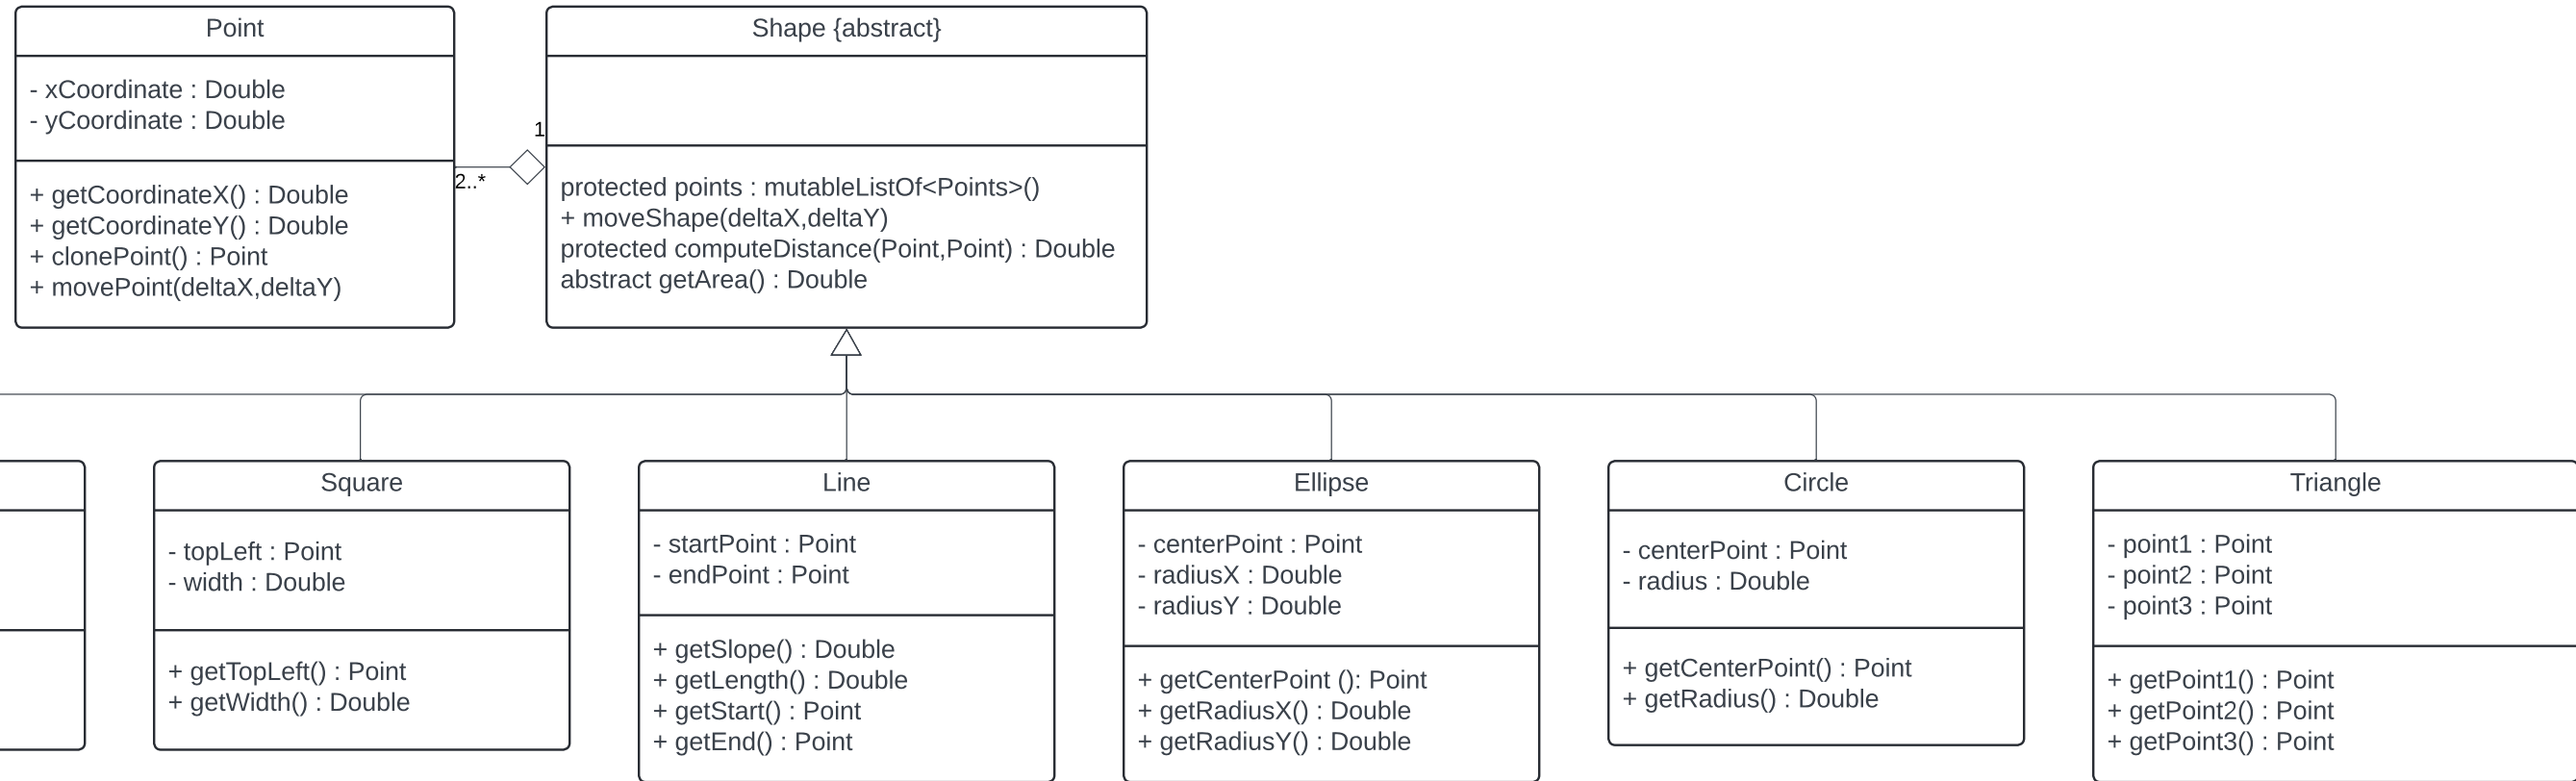 Point
- xCoordinate : Double
- yCoordinate : Double
+ getCoordinateX() : Double
+ getCoordinateY() : Double
+ clonePoint() : Point
+ movePoint(deltaX,deltaY)
1
2..*
Shape {abstract}
protected points : mutableListOf<Points>()
+ moveShape(deltaX,deltaY)
protected computeDistance(Point,Point) : Double
abstract getArea() : Double
Square
- topLeft : Point
- width : Double
+ getTopLeft() : Point
+ getWidth() : Double
Line
- startPoint : Point
- endPoint : Point
+ getSlope() : Double
+ getLength() : Double
+ getStart() : Point
+ getEnd() : Point
Ellipse
- centerPoint : Point
- radiusX : Double
- radiusY : Double
+ getCenterPoint (): Point
+ getRadiusX() : Double
+ getRadiusY() : Double
Circle
- centerPoint : Point
- radius : Double
+ getCenterPoint() : Point
+ getRadius() : Double
Triangle
- point1 : Point
- point2 : Point
- point3 : Point
+ getPoint1() : Point
+ getPoint2() : Point
+ getPoint3() : Point